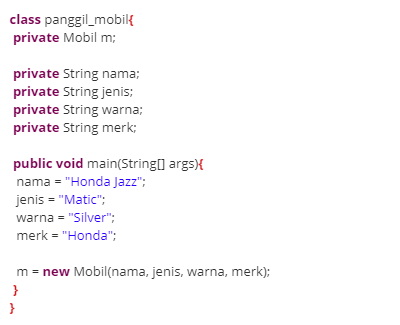 class panggil_mobil{
private Mobil m;
private String nama;
private String jenis;
private String warna;
private String merk;
public void main(String[] args){
nama = "Honda Jazz";
jenis = "Matic";
warna = "Silver";
merk = "Honda";
m = new Mobil(nama, jenis, warna, merk);
}
}